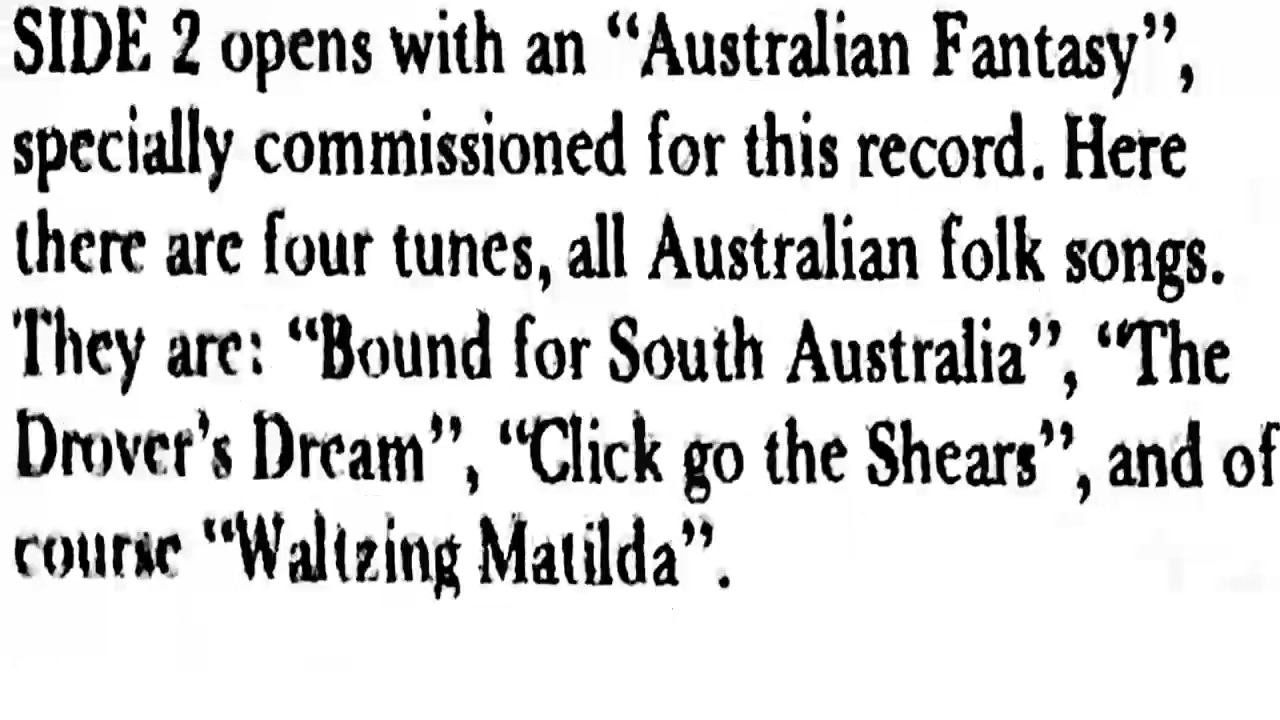 SIDE 2 opens with an “Australian Fantasy”,
specially commissioned for this record. Here
there are four tunes, all Australian folk songs.
They are: “Bound for South Australia”, “The
Drover’s Dream”, “Click go the Shears”, and of
course “Waltzing Matilda”.